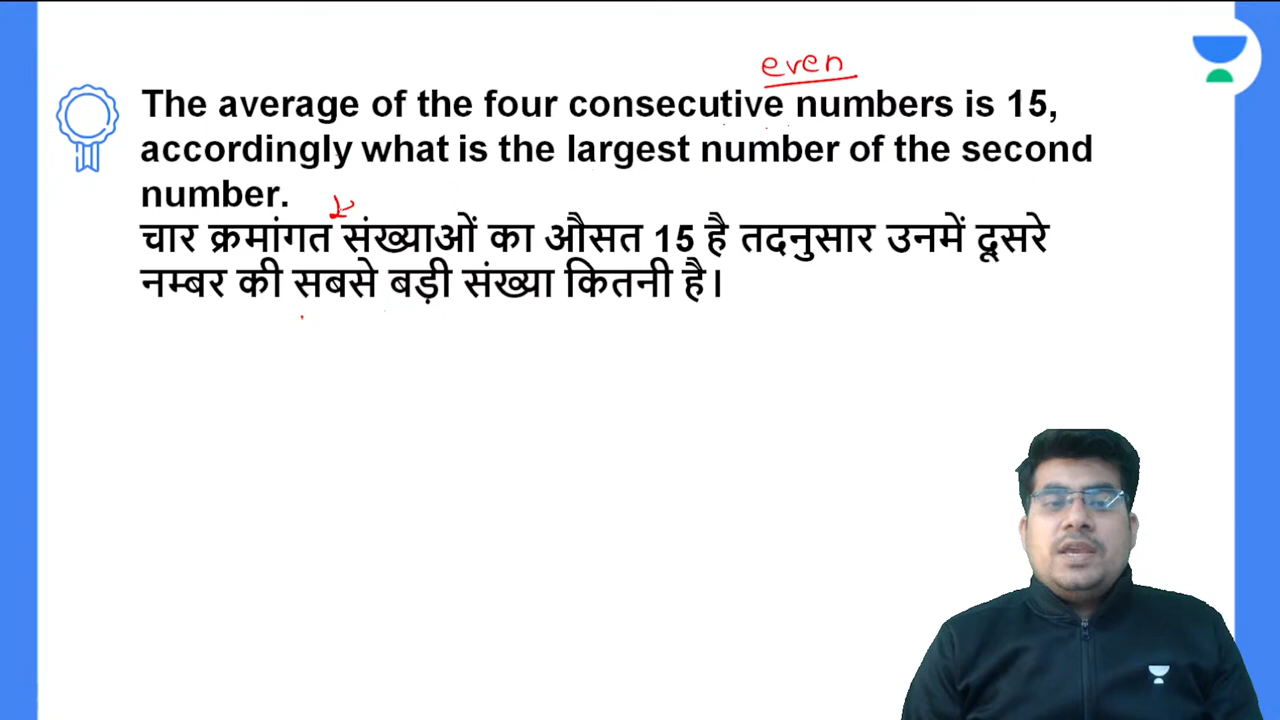 even
The average of the four consecutive numbers is 15,
accordingly what is the largest number of the second
number.
चार क्रमांगत संख्याओं का औसत 15 है तदनुसार उनमें दूसरे
नम्बर की सबसे बड़ी संख्या कितनी है।